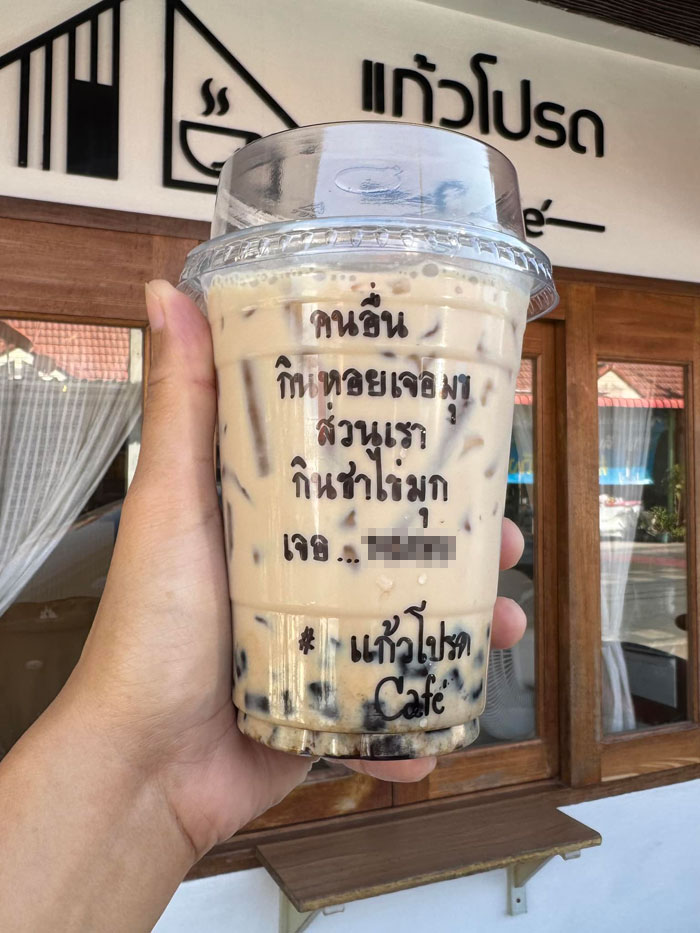 แก้วโปรด
คนอื่น
กินหอยเจอมุข
ส่วนเรา
กินชาไข่มุก
เจอ...
# แก้วโปรด
Café